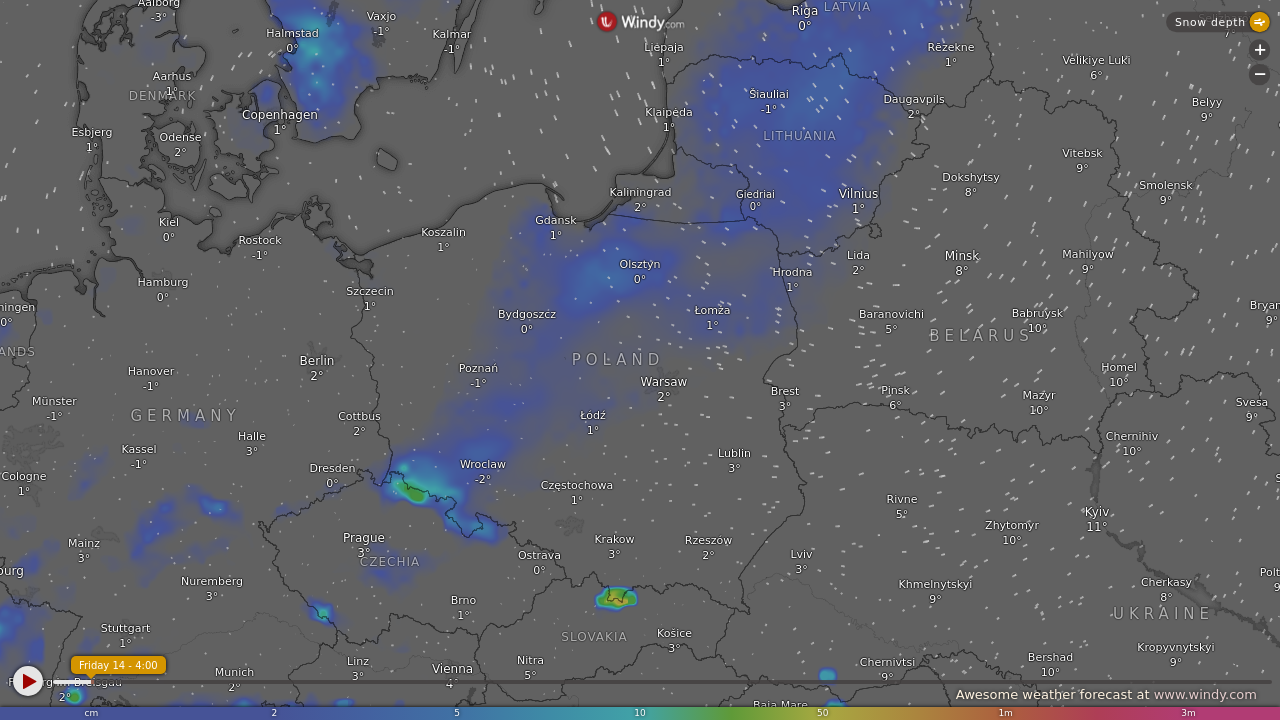 Aalborg
-3°
Vaxjo
-1°
Halmstad
0°
Kalmar
-1°
Windy.com
Riga
0°
LATVIA
Snow depth
7°
Liepaja
1°
Rēzekne
1°
Velikiye Luki
6°
+
−
Aarhus
1°
DENMARK
Šiauliai
-1°
Daugavpils
2°
Belyy
9°
Copenhagen
1°
Klaipėda
1°
Esbjerg
1°
Odense
2°
LITHUANIA
Vitebsk
9°
Dokshytsy
8°
Smolensk
9°
Kaliningrad
2°
Giedriai
0°
Vilnius
1°
Kiel
0°
Rostock
-1°
Koszalin
1°
Gdansk
1°
Lida
2°
Minsk
8°
Mahilyow
9°
Olsztyn
0°
Hrodna
1°
Hamburg
0°
Szczecin
1°
ningen
0°
Bydgoszcz
0°
Łomża
1°
Baranovichi
5°
Babruysk
10°
Bryan
9°
BELARUS
ANDS
POLAND
Berlin
2°
Hanover
-1°
Poznań
-1°
Warsaw
2°
Brest
3°
Pinsk
6°
Homel
10°
Mazyr
10°
Münster
-1°
GERMANY
Cottbus
2°
Łódź
1°
Svesa
9°
Kassel
-1°
Halle
3°
Chernihiv
10°
Cologne
1°
Dresden
0°
Wroclaw
-2°
Lublin
3°
Częstochowa
1°
Rivne
5°
Kyiv
11°
Zhytomyr
10°
Mainz
3°
Prague
3°
CZECHIA
Krakow
3°
Rzeszow
2°
Ostrava
0°
Lviv
3°
burg
Nuremberg
3°
Khmelnytskyi
9°
Cherkasy
8°
Polt
9°
Brno
1°
UKRAINE
Stuttgart
1°
SLOVAKIA
Košice
3°
Kropyvnytskyi
9°
Friday 14 - 4:00
Linz
3°
Vienna
4°
Nitra
5°
Munich
2°
Chernivtsi
9°
Bershad
10°
2°
Awesome weather forecast at www.windy.com
Baia Mare
cm
2
5
10
50
1m
3m